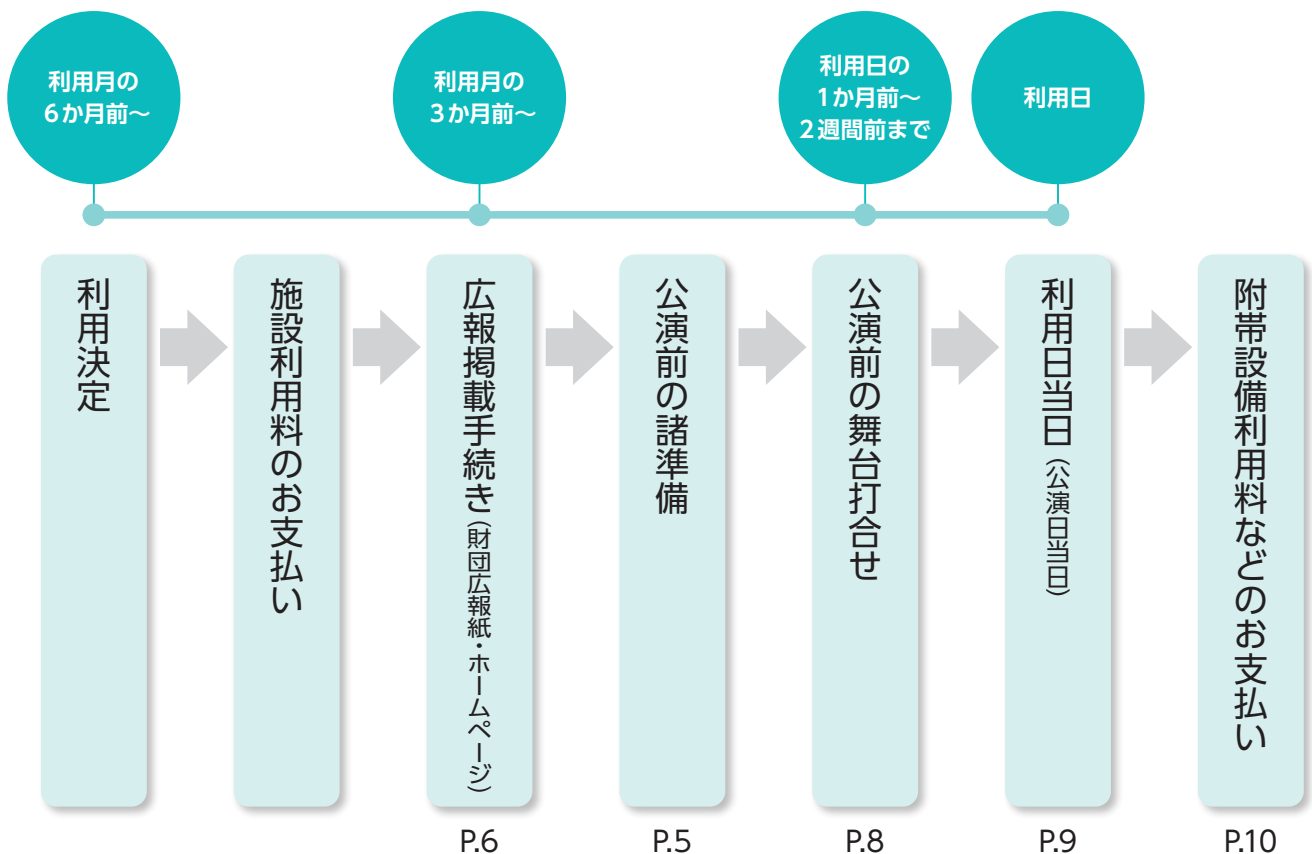 利用月の
6か月前〜
利用月の
3か月前〜
利用日の
1か月前〜
2週間前まで
利用日
利用決定
施設利用料のお支払い
広報掲載手続き(財団広報紙・ホームページ)
公演前の諸準備
公演前の舞台打合せ
利用日当日(公演日当日)
附帯設備利用料などのお支払い
P.6
P.5
P.8
P.9
P.10